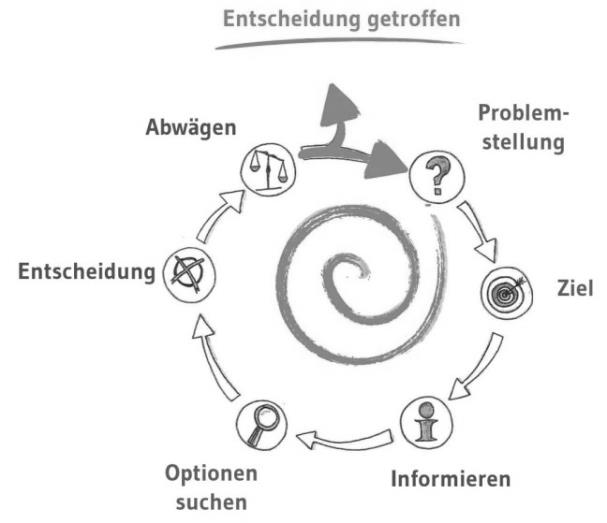 Entscheidung getroffen
Problem-
stellung
Ziel
Informieren
Optionen
suchen
Entscheidung
Abwägen